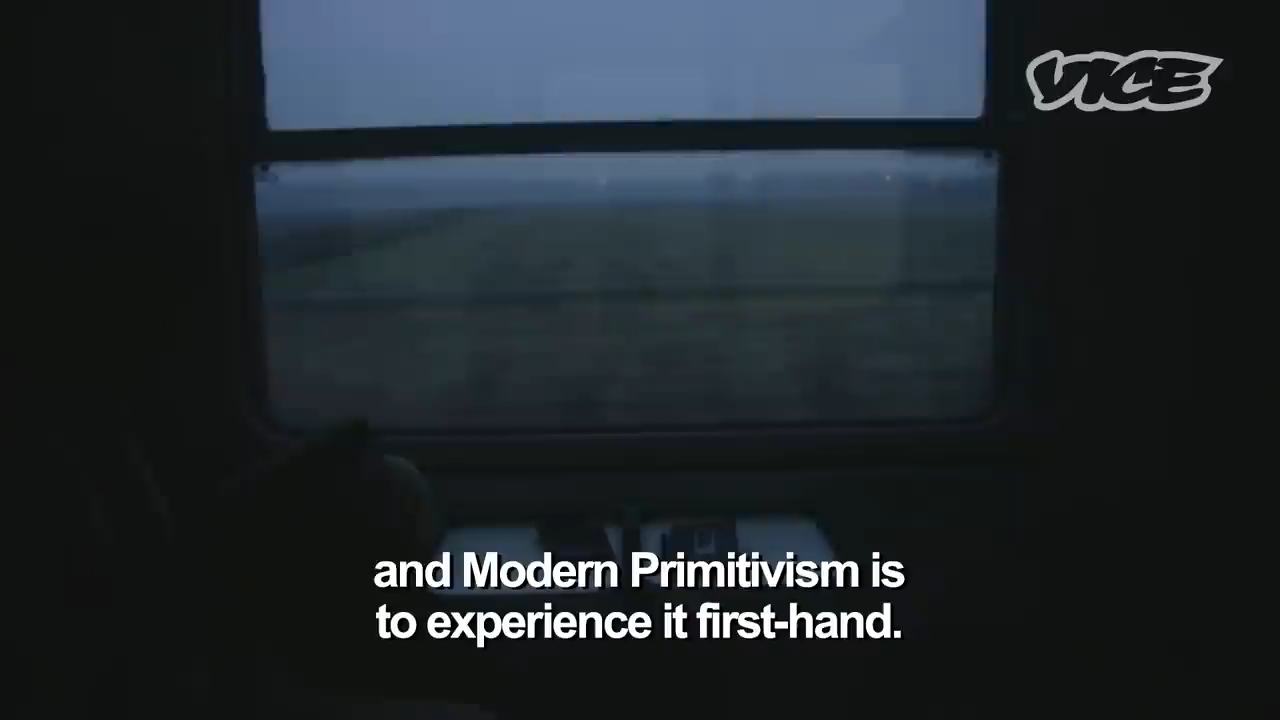 VICE
and Modern Primitivism is
to experience it first-hand.